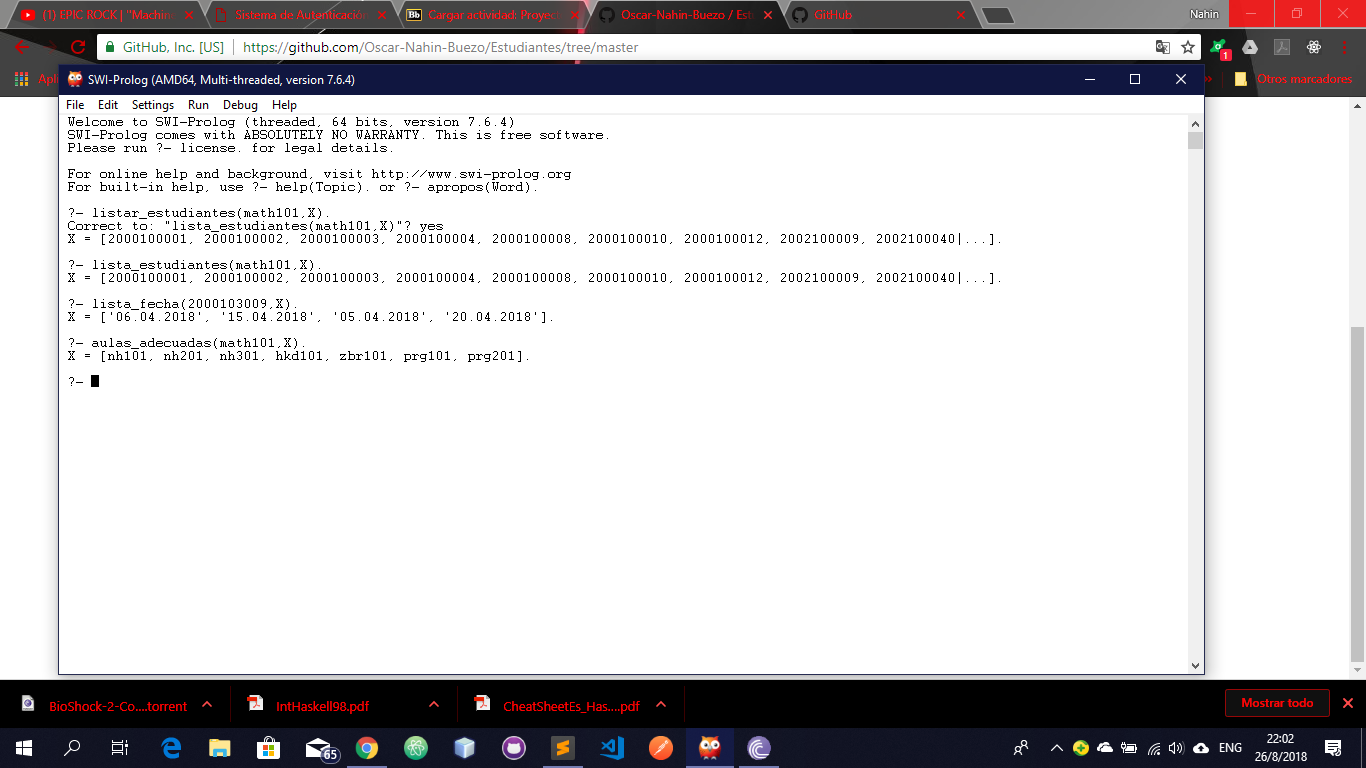 (1) EPIC ROCK | "Machin
Sistema de Autenticación
Bb Cargar actividad: Proyec
Oscar-Nahin-Buezo / Est
GitHub
Nahin
GitHub, Inc. [US] | https://github.com/Oscar-Nahin-Buezo/Estudiantes/tree/master
1
Apl
Otros marcadores
SWI-Prolog (AMD64, Multi-threaded, version 7.6.4)
File Edit Settings Run Debug Help
Welcome to SWI-Prolog (threaded, 64 bits, version 7.6.4)
SWI-Prolog comes with ABSOLUTELY NO WARRANTY. This is free software.
Please run ?- license. for legal details.
For online help and background, visit http://www.swi-prolog.org
For built-in help, use ?- help(Topic). or ?- apropos(Word).
?- listar_estudiantes(math101,X).
Correct to: "lista_estudiantes(math101,X)"? yes
X = [2000100001, 2000100002, 2000100003, 2000100004, 2000100008, 2000100010, 2000100012, 2002100009, 2002100040|...].
?- lista_estudiantes(math101,X).
X = [2000100001, 2000100002, 2000100003, 2000100004, 2000100008, 2000100010, 2000100012, 2002100009, 2002100040|...].
?- lista_fecha(2000103009,X).
X = ['06.04.2018', '15.04.2018', '05.04.2018', '20.04.2018'].
?- aulas_adecuadas(math101,X).
X = [nh101, nh201, nh301, hkd101, zbr101, prg101, prg201].
?-
BioShock-2-Co....torrent
IntHaskell98.pdf
CheatSheetEs_Has....pdf
Mostrar todo
65
ENG
22:02
26/8/2018